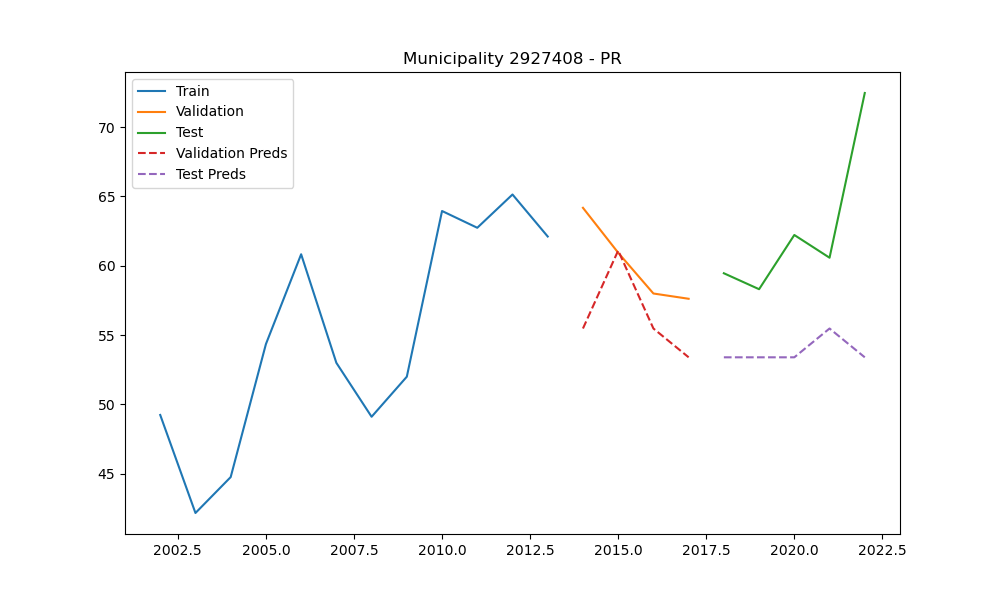 Municipality 2927408 - PR
Train
Validation
Test
Validation Preds
Test Preds
70
65
60
55
50
45
2002.5 2005.0 2007.5 2010.0 2012.5 2015.0 2017.5 2020.0 2022.5